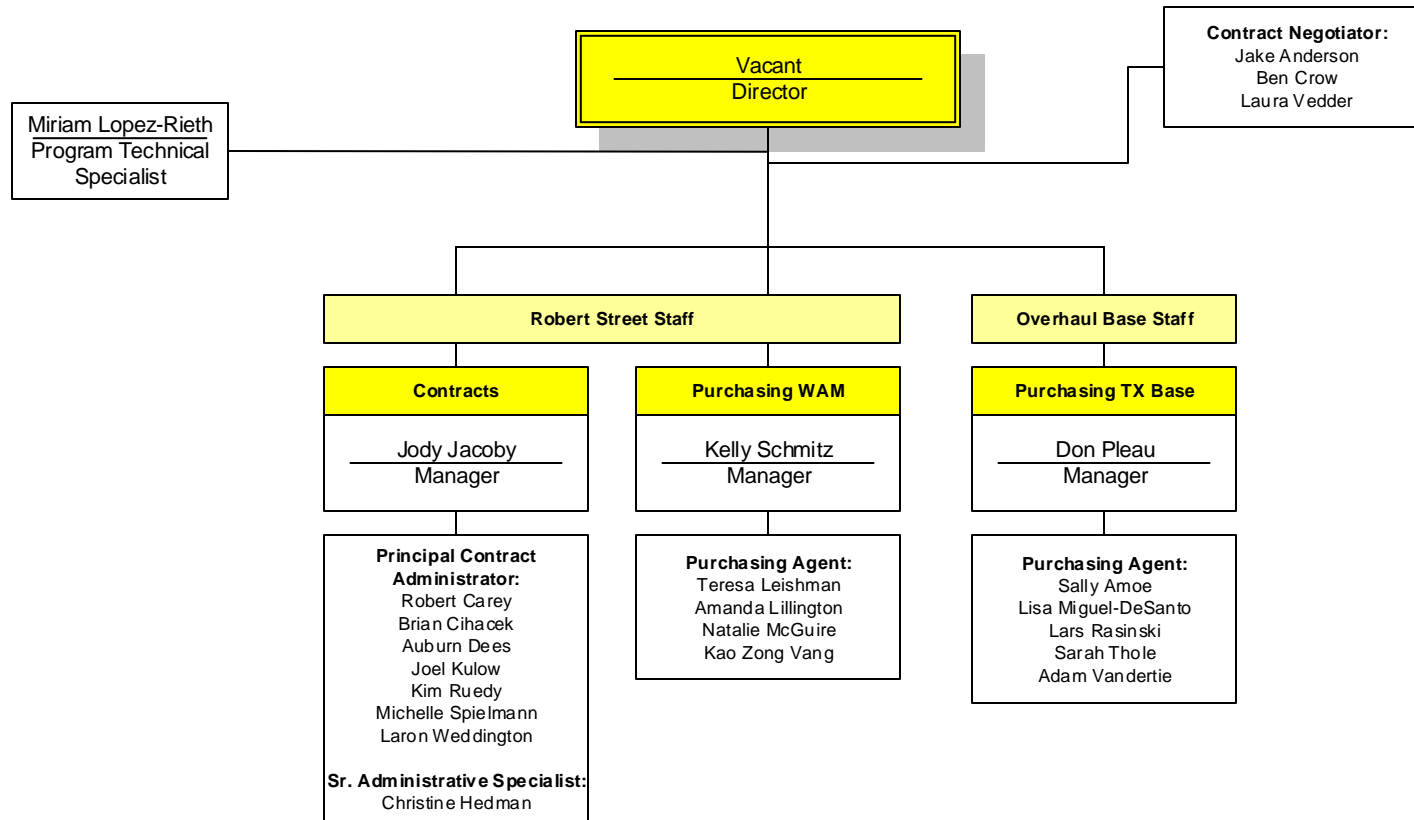 Vacant
Director
Contract Negotiator:
Jake Anderson
Ben Crow
Laura Vedder
Miriam Lopez-Rieth
Program Technical
Specialist
Robert Street Staff
Overhaul Base Staff
Contracts
Jody Jacoby
Manager
Purchasing WAM
Kelly Schmitz
Manager
Purchasing TX Base
Don Pleau
Manager
Principal Contract
Administrator:
Robert Carey
Brian Cihacek
Auburn Dees
Joel Kulow
Kim Ruedy
Michelle Spielmann
Laron Weddington
Sr. Administrative Specialist:
Christine Hedman
Purchasing Agent:
Teresa Leishman
Amanda Lillington
Natalie McGuire
Kao Zong Vang
Purchasing Agent:
Sally Amoe
Lisa Miguel-DeSanto
Lars Rasinski
Sarah Thole
Adam Vandertie